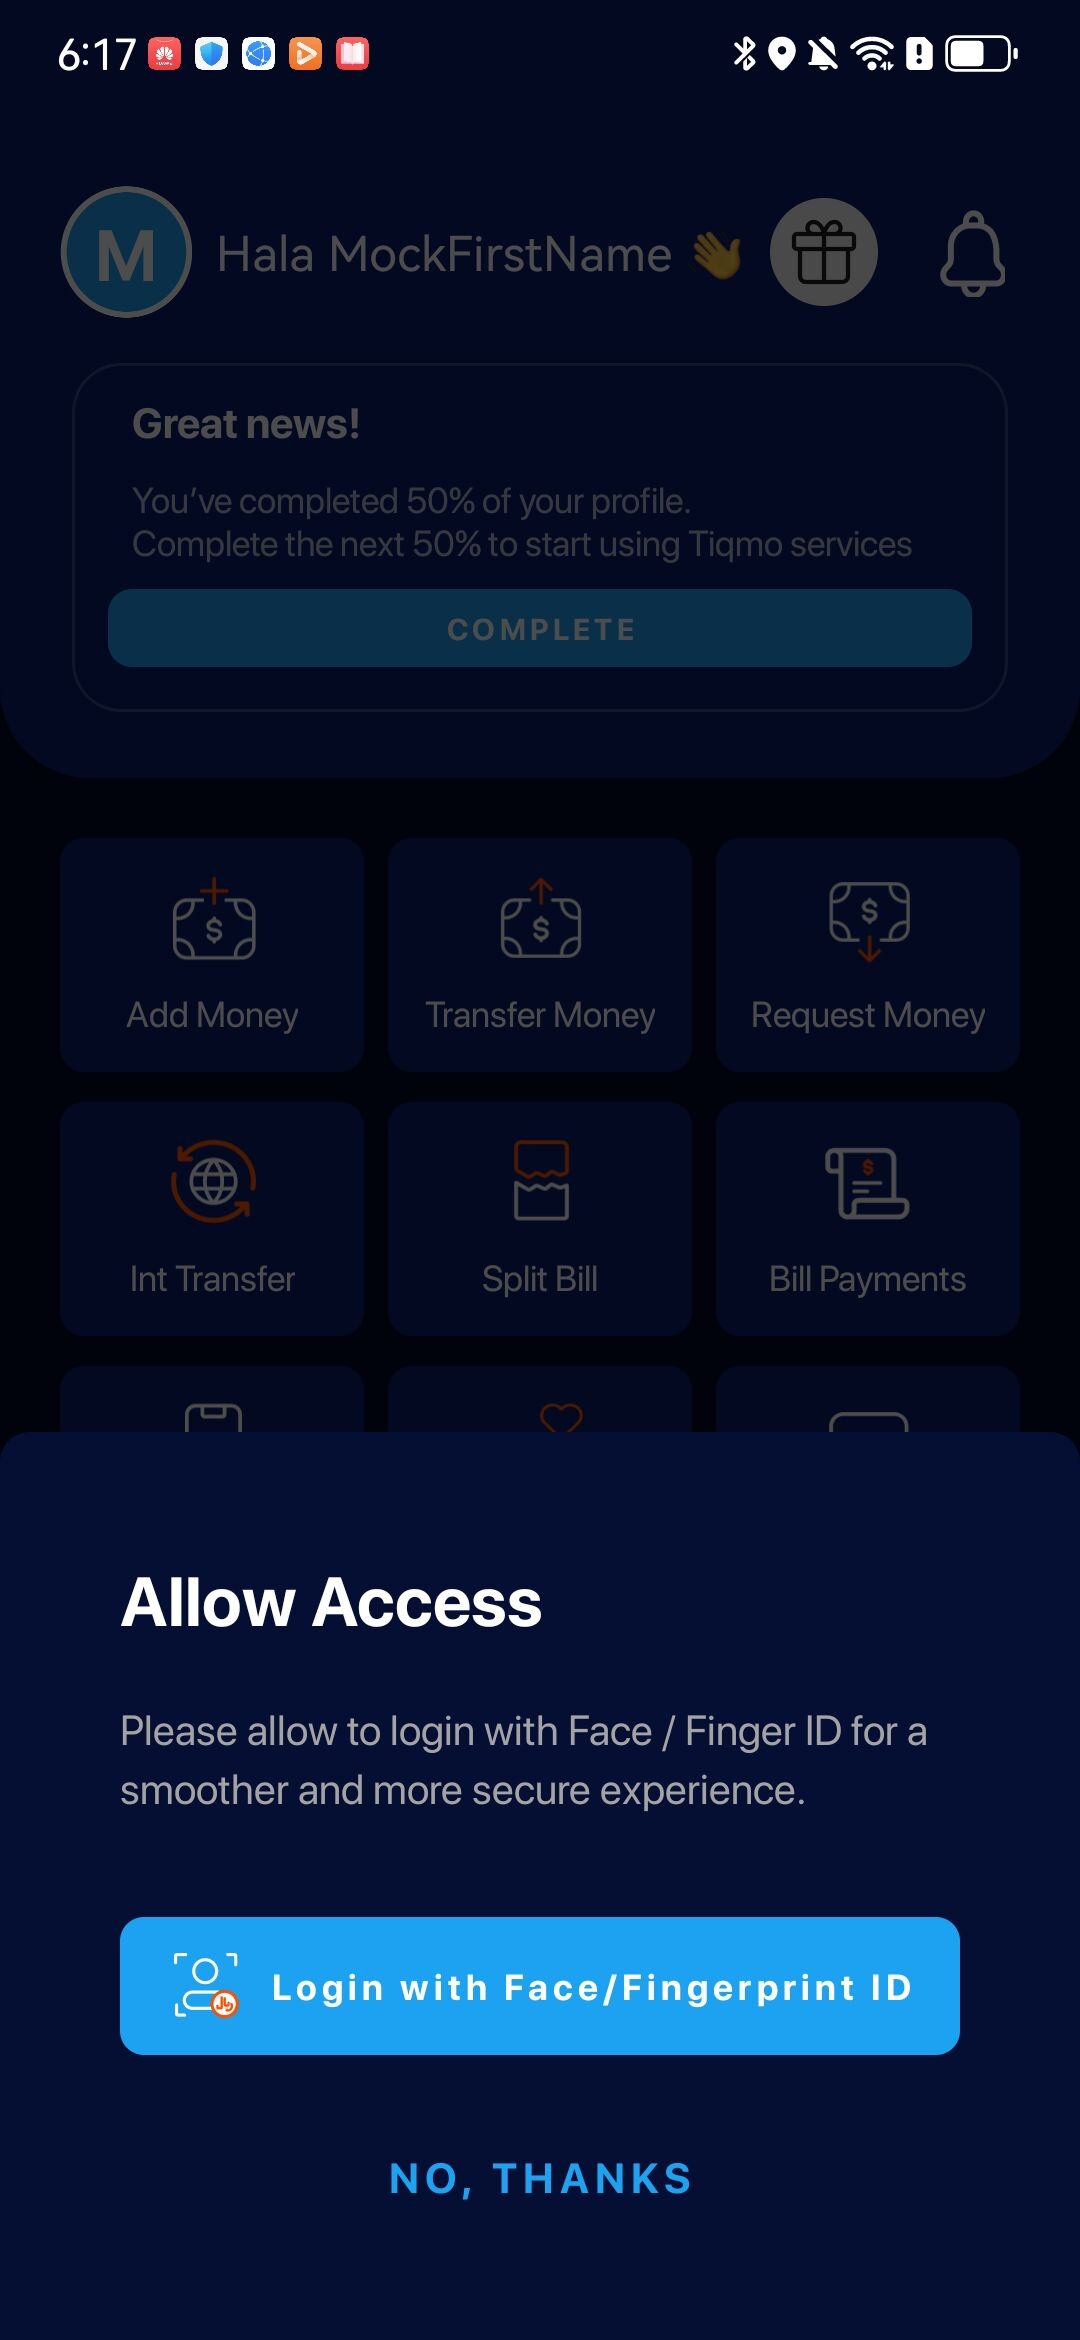 6:17
M
Hala MockFirstName 👋
Great news!
You’ve completed 50% of your profile.
Complete the next 50% to start using Tiqmo services
COMPLETE
Add Money
Transfer Money
Request Money
Int Transfer
Split Bill
Bill Payments
Allow Access
Please allow to login with Face / Finger ID for a
smoother and more secure experience.
Login with Face/Fingerprint ID
NO, THANKS